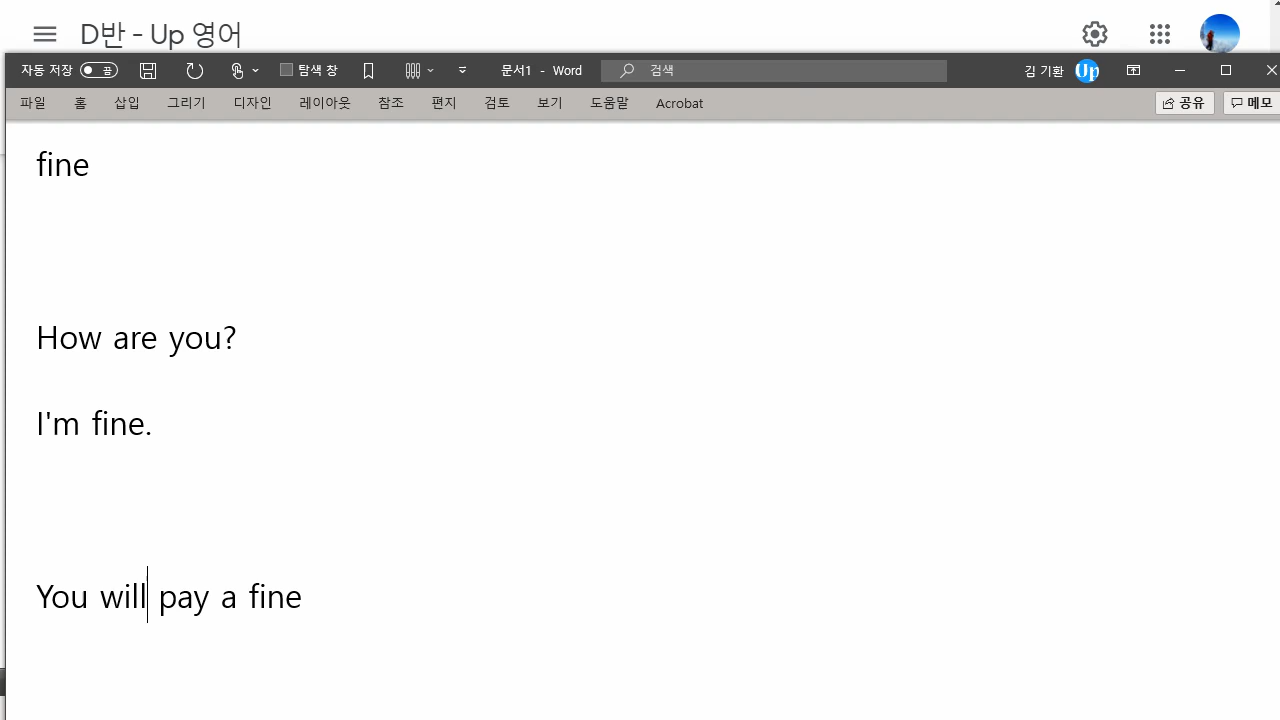 D반 - Up 영어
자동 저장 끔 탐색 창 문서1 - Word 검색 김 기환 Up
파일 홈 삽입 그리기 디자인 레이아웃 참조 편지 검토 보기 도움말 Acrobat 공유 메모
fine
How are you?
I'm fine.
You will pay a fine